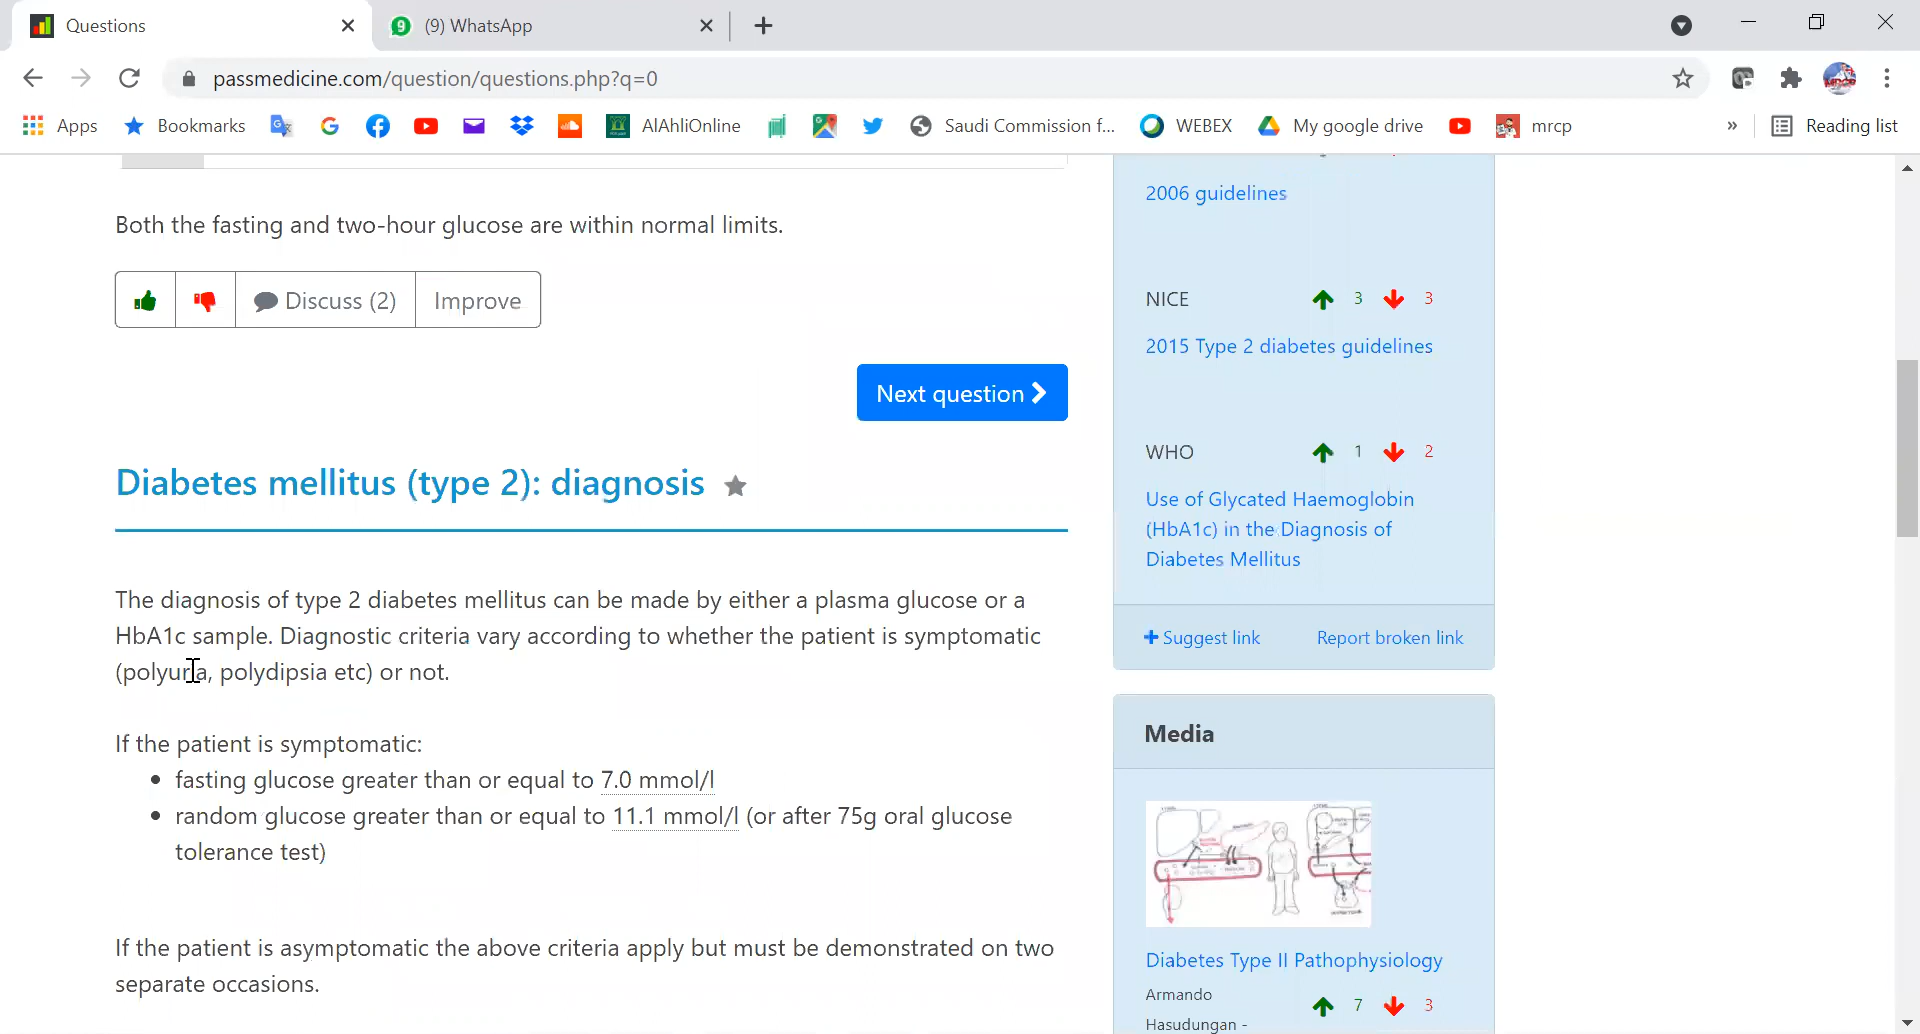 Questions
(9) WhatsApp
passmedicine.com/question/questions.php?q=0
Apps
Bookmarks
AlAhliOnline
Saudi Commission f...
WEBEX
My google drive
mrcp
»
Reading list
Both the fasting and two-hour glucose are within normal limits.
Discuss (2)
Improve
Next question
Diabetes mellitus (type 2): diagnosis
The diagnosis of type 2 diabetes mellitus can be made by either a plasma glucose or a
HbA1c sample. Diagnostic criteria vary according to whether the patient is symptomatic
(polyuria, polydipsia etc) or not.
If the patient is symptomatic:
• fasting glucose greater than or equal to 7.0 mmol/l
• random glucose greater than or equal to 11.1 mmol/l (or after 75g oral glucose
tolerance test)
If the patient is asymptomatic the above criteria apply but must be demonstrated on two
separate occasions.
2006 guidelines
NICE 3 3
2015 Type 2 diabetes guidelines
WHO 1 2
Use of Glycated Haemoglobin
(HbA1c) in the Diagnosis of
Diabetes Mellitus
Suggest link
Report broken link
Media
Diabetes Type II Pathophysiology
Armando
Hasudungan -
7 3